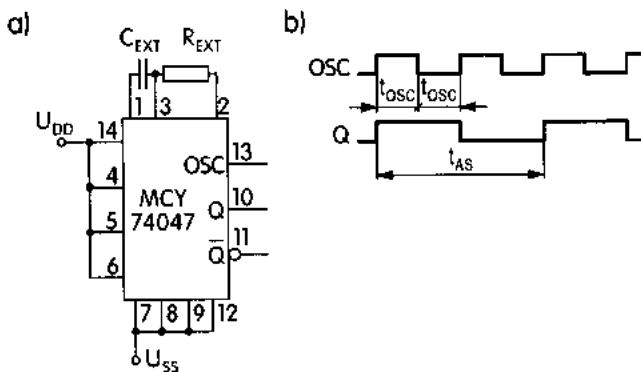 a)
C_EXT R_EXT
1 3 2
U_DD 14
4
5
6
MCY
74047
OSC 13
Q 10
Q̅ 11
7 8 9 12
U_SS
b)
OSC
t_OSC t_OSC
Q
t_AS